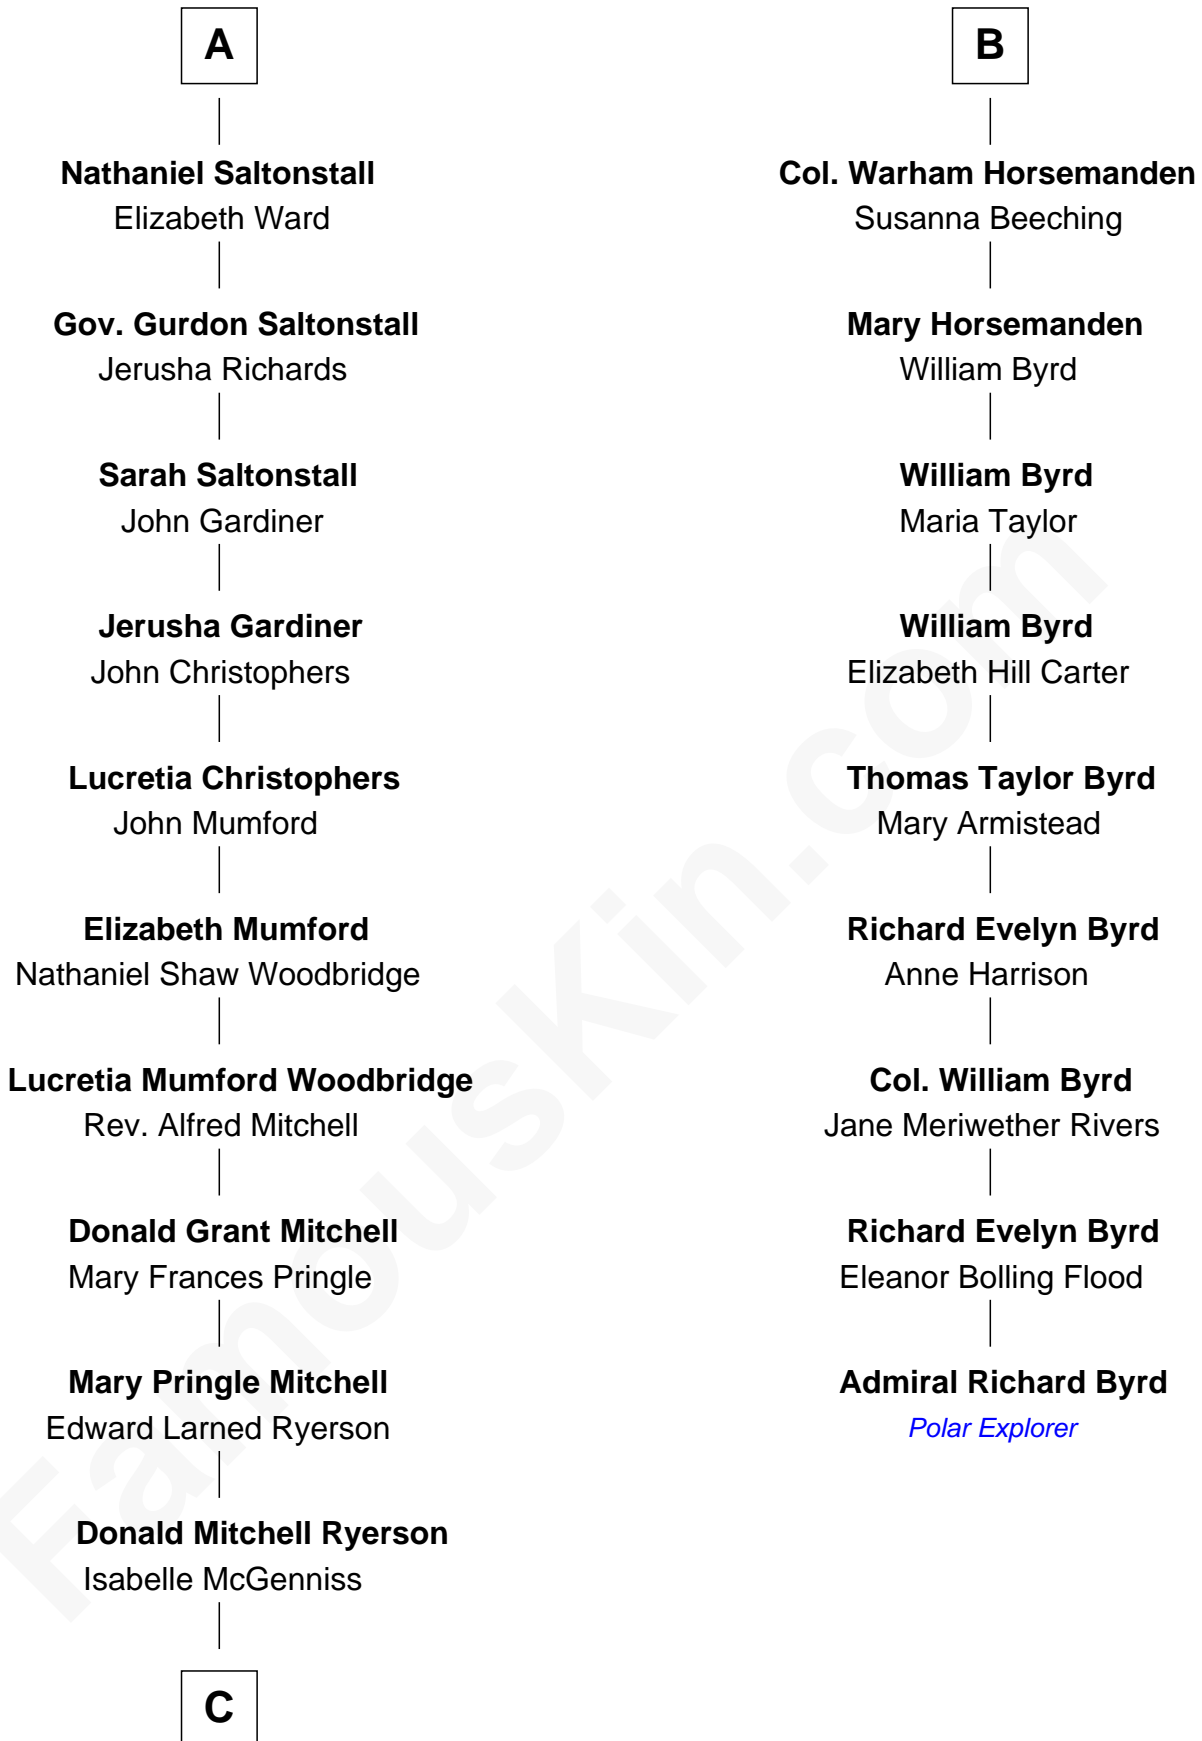 A
Nathaniel Saltonstall
Elizabeth Ward
Gov. Gurdon Saltonstall
Jerusha Richards
Sarah Saltonstall
John Gardiner
Jerusha Gardiner
John Christophers
Lucretia Christophers
John Mumford
Elizabeth Mumford
Nathaniel Shaw Woodbridge
Lucretia Mumford Woodbridge
Rev. Alfred Mitchell
Donald Grant Mitchell
Mary Frances Pringle
Mary Pringle Mitchell
Edward Larned Ryerson
Donald Mitchell Ryerson
Isabelle McGenniss
C
B
Col. Warham Horsemanden
Susanna Beeching
Mary Horsemanden
William Byrd
William Byrd
Maria Taylor
William Byrd
Elizabeth Hill Carter
Thomas Taylor Byrd
Mary Armistead
Richard Evelyn Byrd
Anne Harrison
Col. William Byrd
Jane Meriwether Rivers
Richard Evelyn Byrd
Eleanor Bolling Flood
Admiral Richard Byrd
Polar Explorer
FamousKin.com